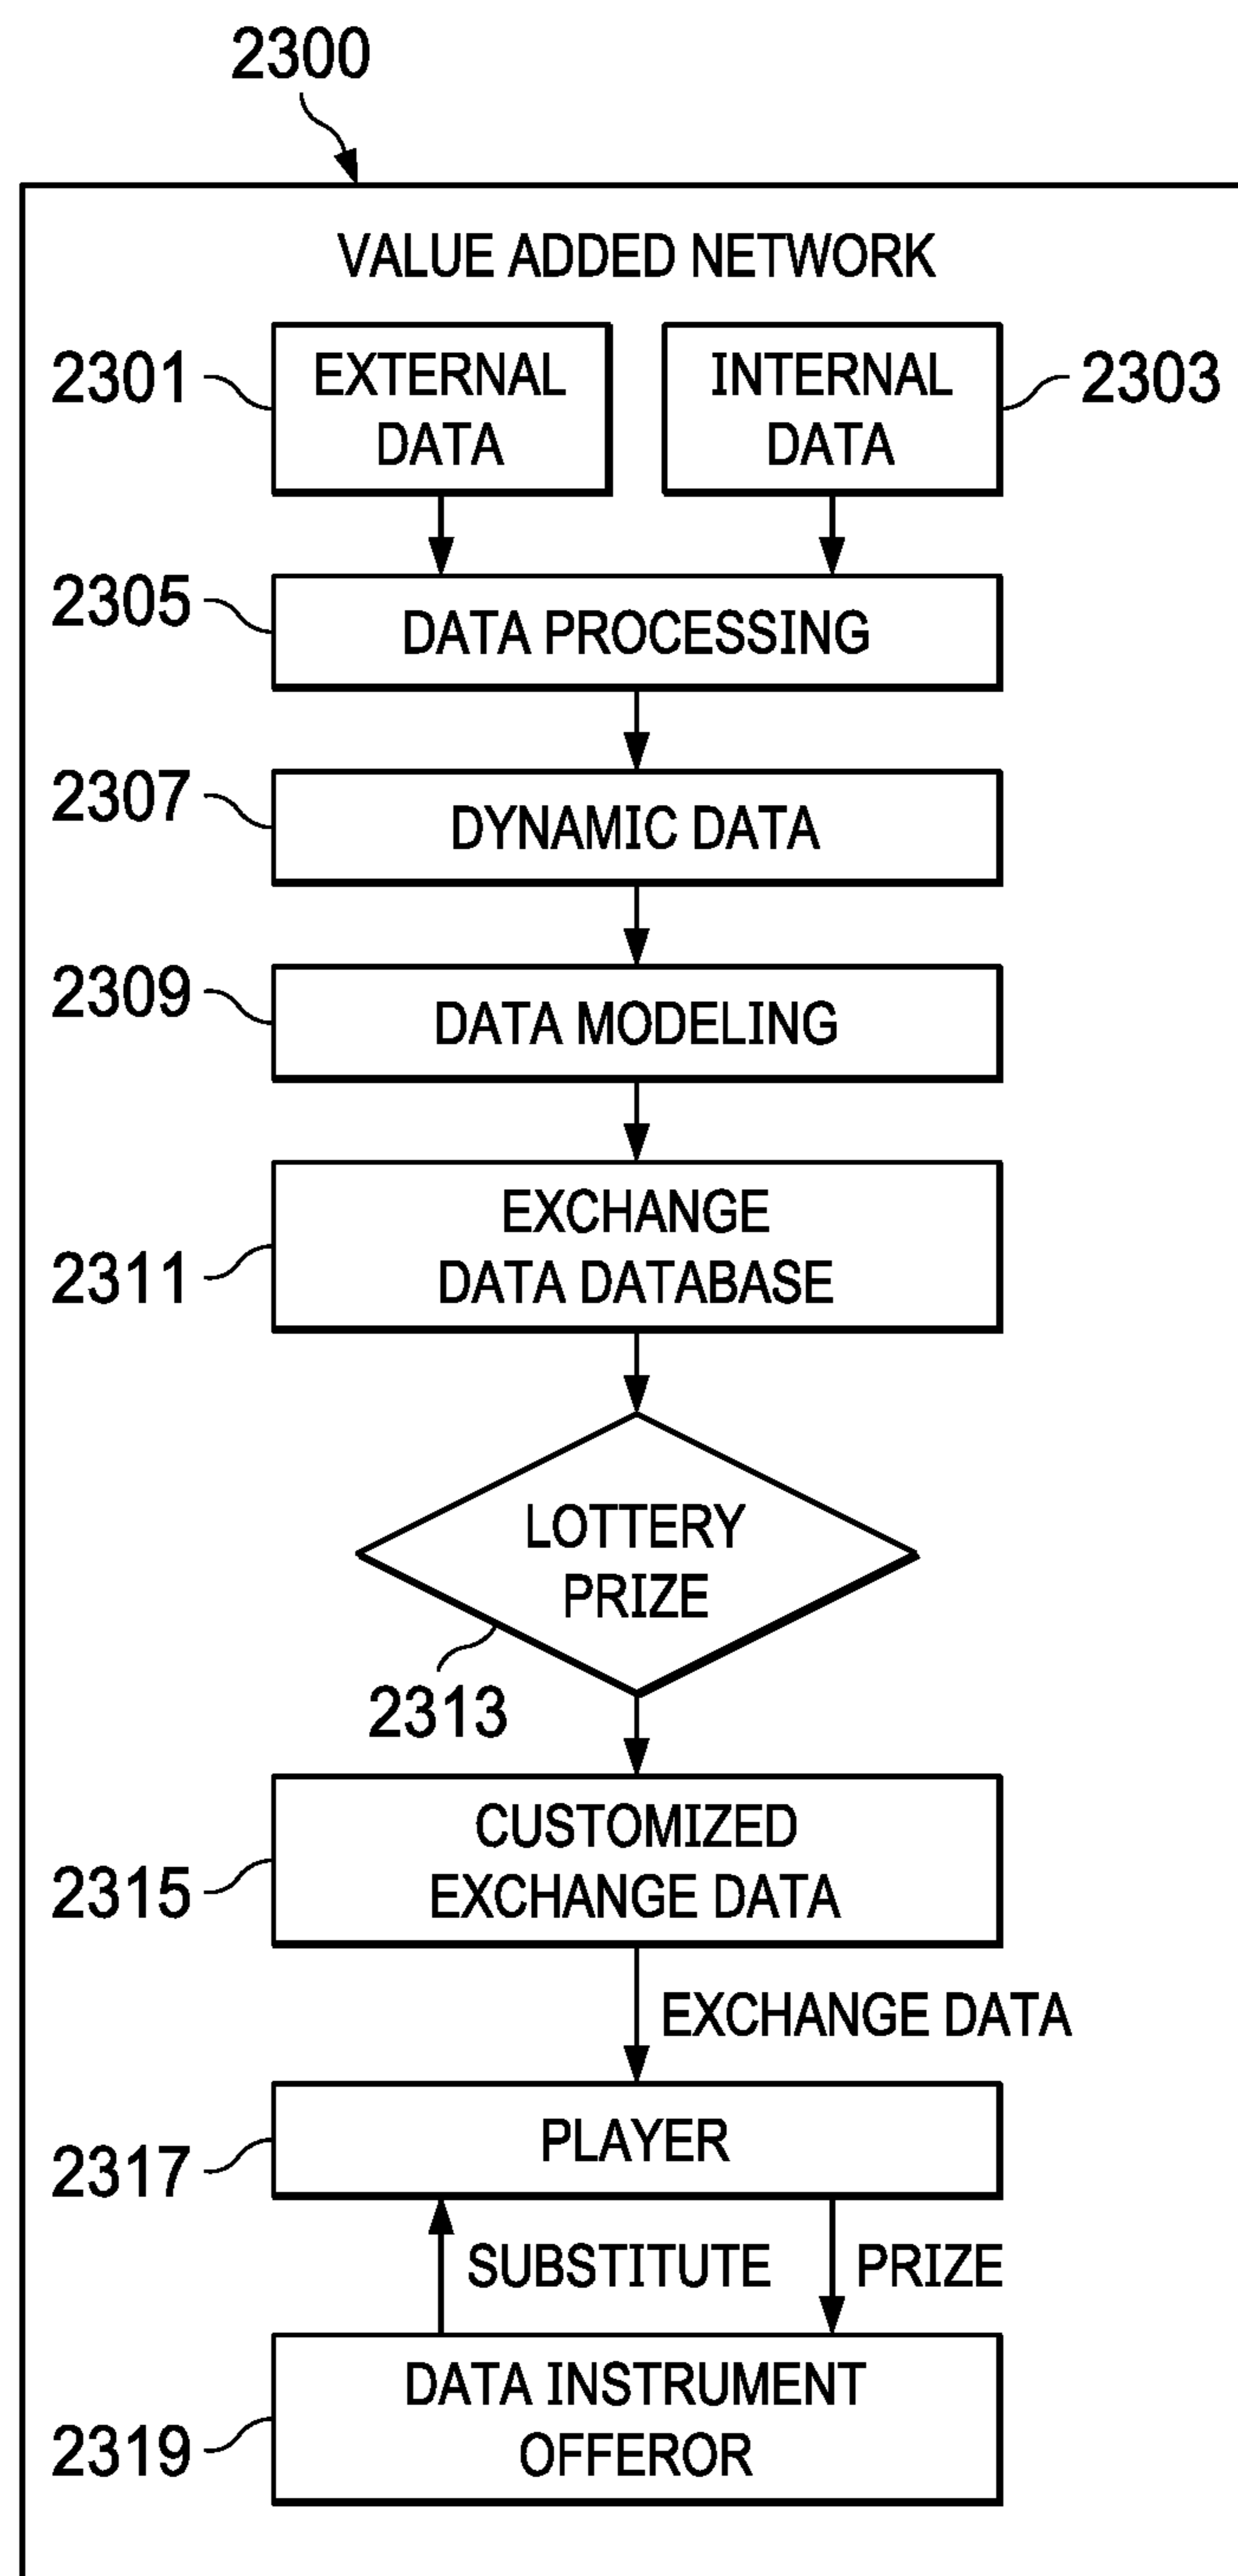 2300
VALUE ADDED NETWORK
2301
EXTERNAL
DATA
INTERNAL
DATA
2303
2305
DATA PROCESSING
2307
DYNAMIC DATA
2309
DATA MODELING
2311
EXCHANGE
DATA DATABASE
LOTTERY
PRIZE
2313
2315
CUSTOMIZED
EXCHANGE DATA
EXCHANGE DATA
2317
PLAYER
SUBSTITUTE
PRIZE
2319
DATA INSTRUMENT
OFFEROR